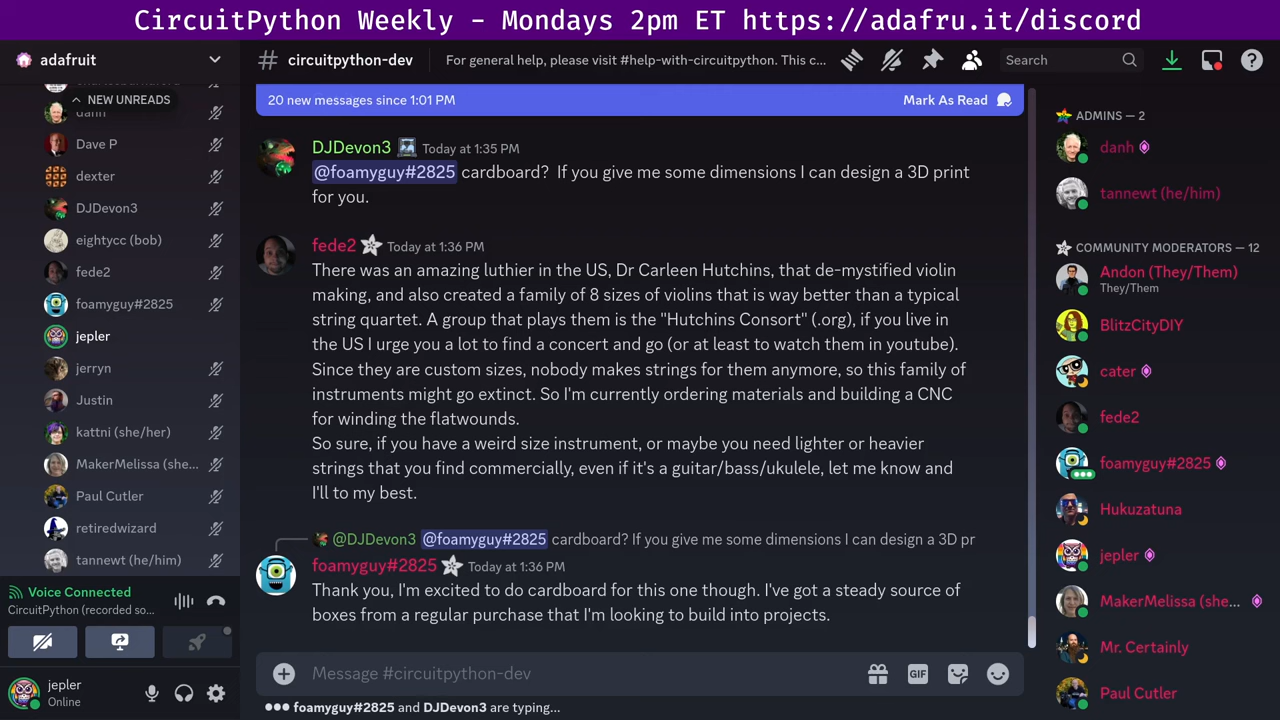 CircuitPython Weekly - Mondays 2pm ET https://adafru.it/discord
adafruit
NEW UNREADS
danh
Dave P
dexter
DJDevon3
eightycc (bob)
fede2
foamyguy#2825
jepler
jerryn
Justin
kattni (she/her)
MakerMelissa (she...
Paul Cutler
retiredwizard
tannewt (he/him)
Voice Connected
CircuitPython (recorded so...
jepler
Online
# circuitpython-dev
For general help, please visit #help-with-circuitpython. This c...
Search
20 new messages since 1:01 PM
Mark As Read
DJDevon3 Today at 1:35 PM
@foamyguy#2825 cardboard? If you give me some dimensions I can design a 3D print
for you.
fede2 Today at 1:36 PM
There was an amazing luthier in the US, Dr Carleen Hutchins, that de-mystified violin
making, and also created a family of 8 sizes of violins that is way better than a typical
string quartet. A group that plays them is the "Hutchins Consort" (.org), if you live in
the US I urge you a lot to find a concert and go (or at least to watch them in youtube).
Since they are custom sizes, nobody makes strings for them anymore, so this family of
instruments might go extinct. So I'm currently ordering materials and building a CNC
for winding the flatwounds.
So sure, if you have a weird size instrument, or maybe you need lighter or heavier
strings that you find commercially, even if it's a guitar/bass/ukulele, let me know and
I'll to my best.
@DJDevon3 @foamyguy#2825 cardboard? If you give me some dimensions I can design a 3D pr
foamyguy#2825 Today at 1:36 PM
Thank you, I'm excited to do cardboard for this one though. I've got a steady source of
boxes from a regular purchase that I'm looking to build into projects.
Message #circuitpython-dev
GIF
foamyguy#2825 and DJDevon3 are typing...
ADMINS — 2
danh
tannewt (he/him)
COMMUNITY MODERATORS — 12
Andon (They/Them)
They/Them
BlitzCityDIY
cater
fede2
foamyguy#2825
Hukuzatuna
jepler
MakerMelissa (she...
Mr. Certainly
Paul Cutler